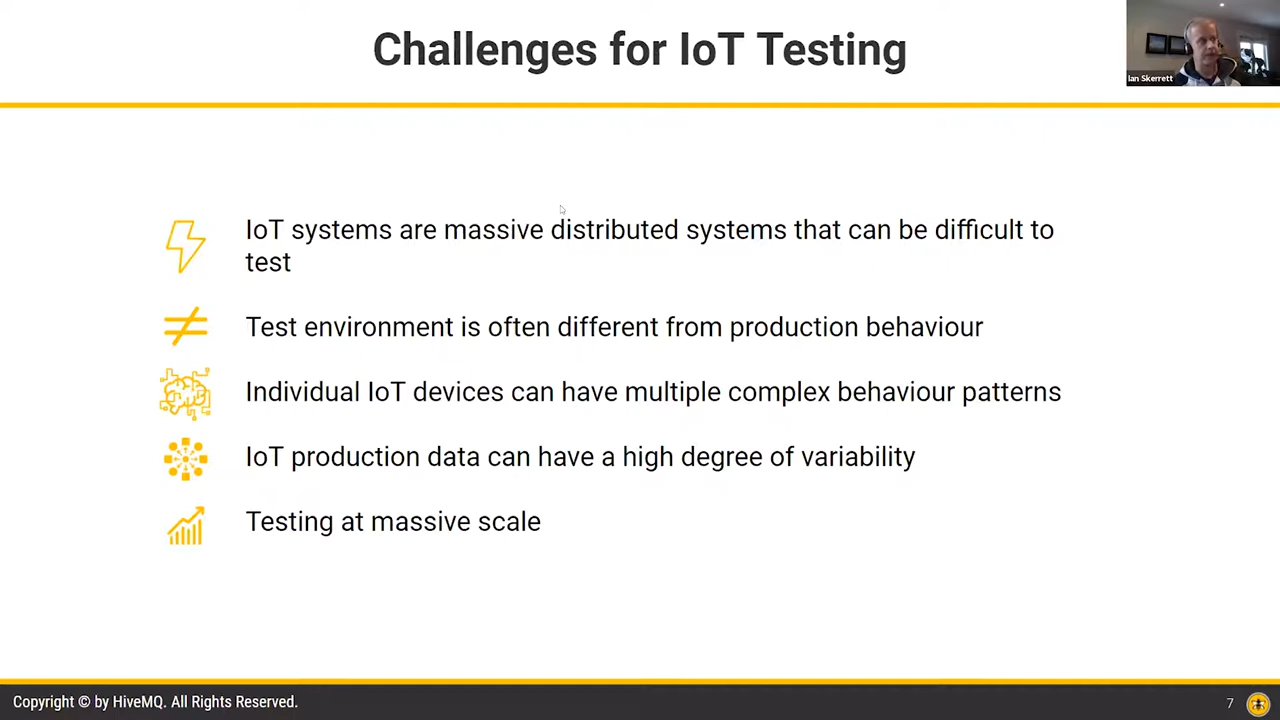 Challenges for IoT Testing
Ian Skerrett
IoT systems are massive distributed systems that can be difficult to
test
Test environment is often different from production behaviour
Individual IoT devices can have multiple complex behaviour patterns
IoT production data can have a high degree of variability
Testing at massive scale
Copyright © by HiveMQ. All Rights Reserved.
7